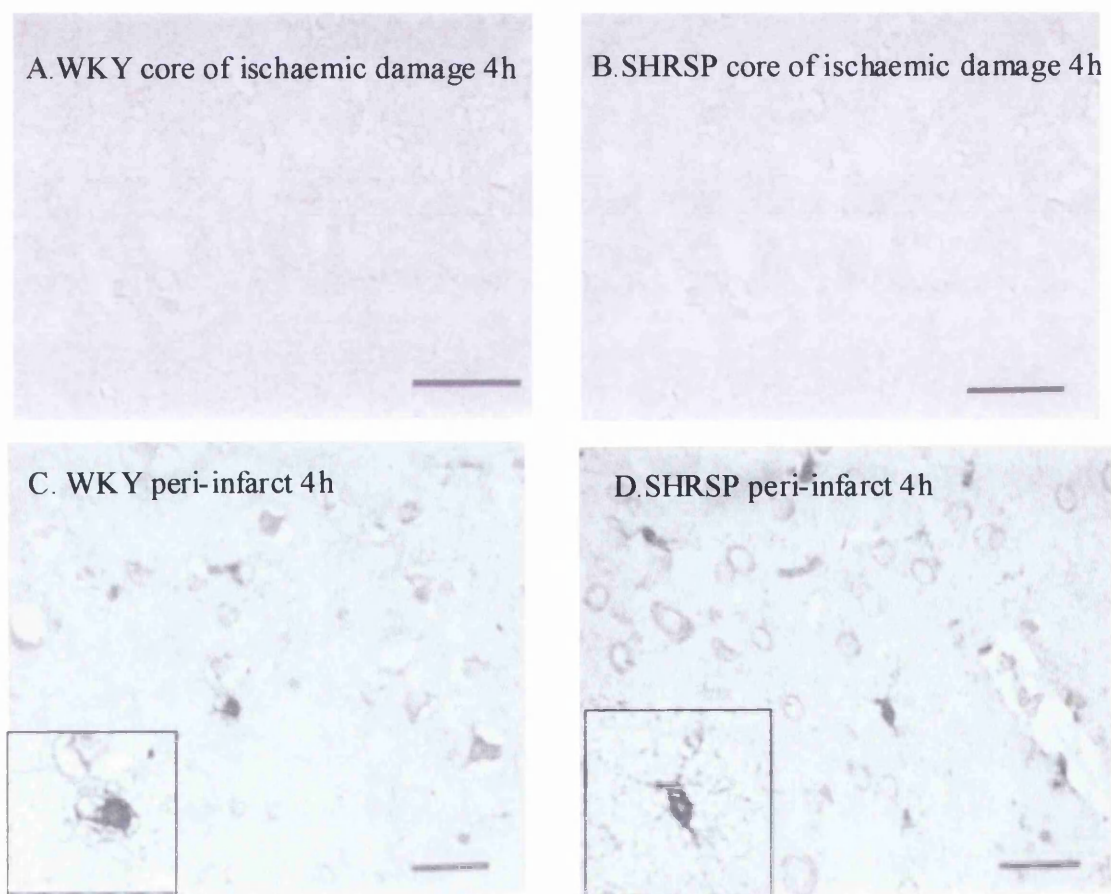 A.WKY core of ischaemic damage 4h
B.SHRSP core of ischaemic damage 4h
C. WKY peri-infarct 4h
D.SHRSP peri-infarct 4h